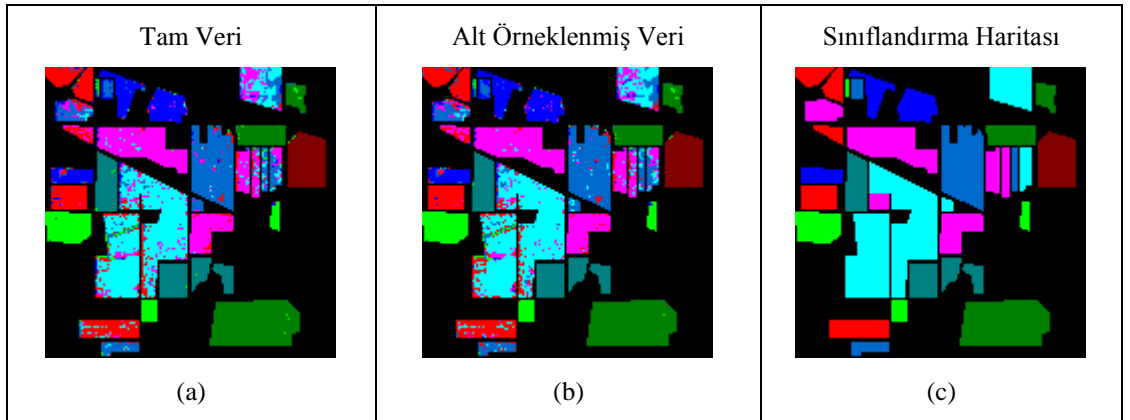 Tam Veri
Alt Örneklenmiş Veri
Sınıflandırma Haritası
(a)
(b)
(c)